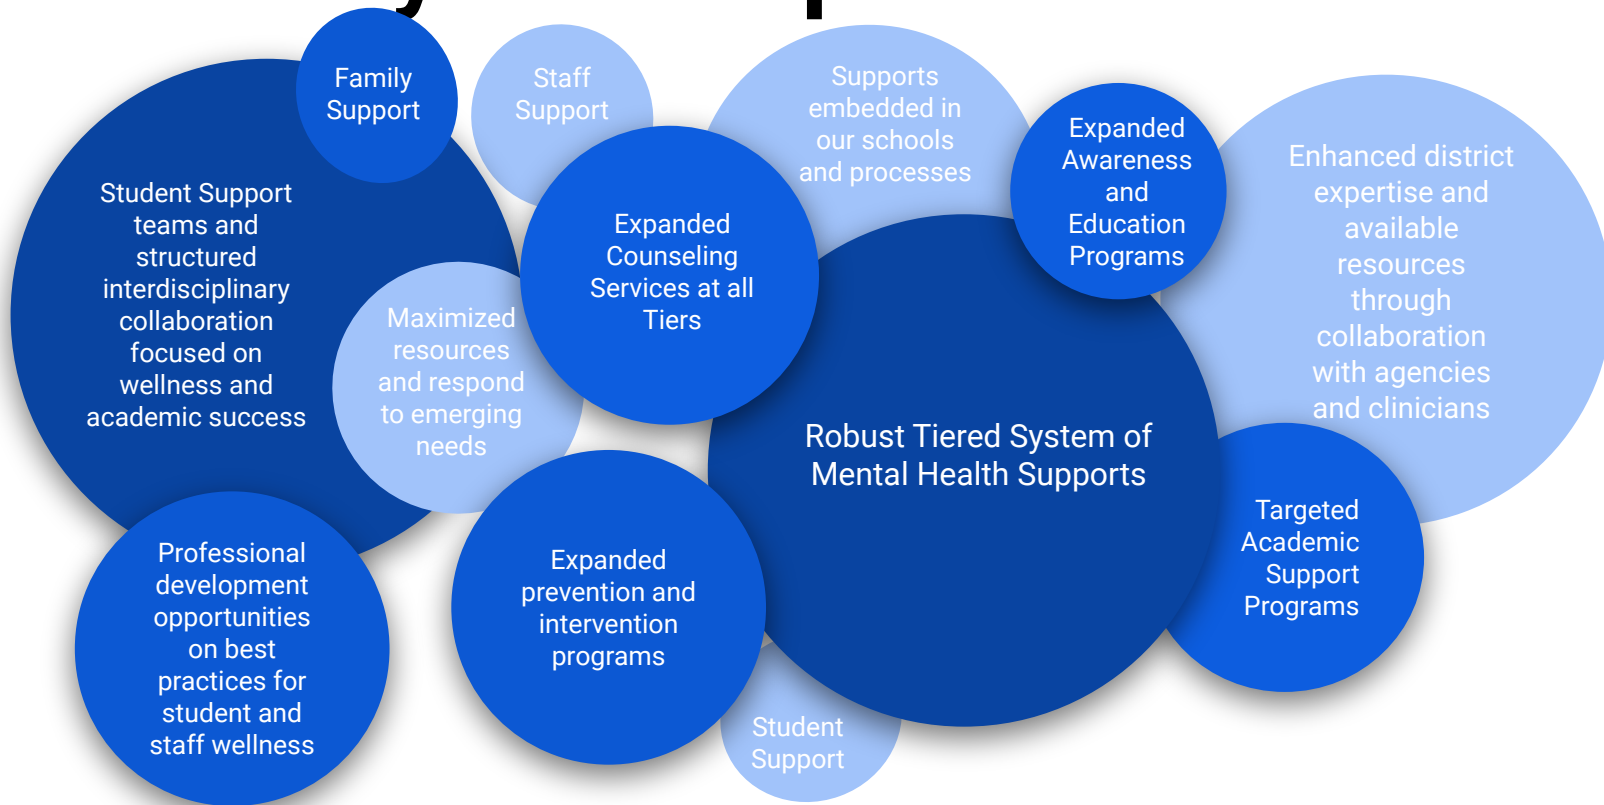 Family
Support
Staff
Support
Supports
embedded in
our schools
and processes
Expanded
Awareness
and
Education
Programs
Enhanced district
expertise and
available
resources
through
collaboration
with agencies
and clinicians
Student Support
teams and
structured
interdisciplinary
collaboration
focused on
wellness and
academic success
Expanded
Counseling
Services at all
Tiers
Maximized
resources
and respond
to emerging
needs
Robust Tiered System of
Mental Health Supports
Targeted
Academic
Support
Programs
Professional
development
opportunities
on best
practices for
student and
staff wellness
Expanded
prevention and
intervention
programs
Student
Support